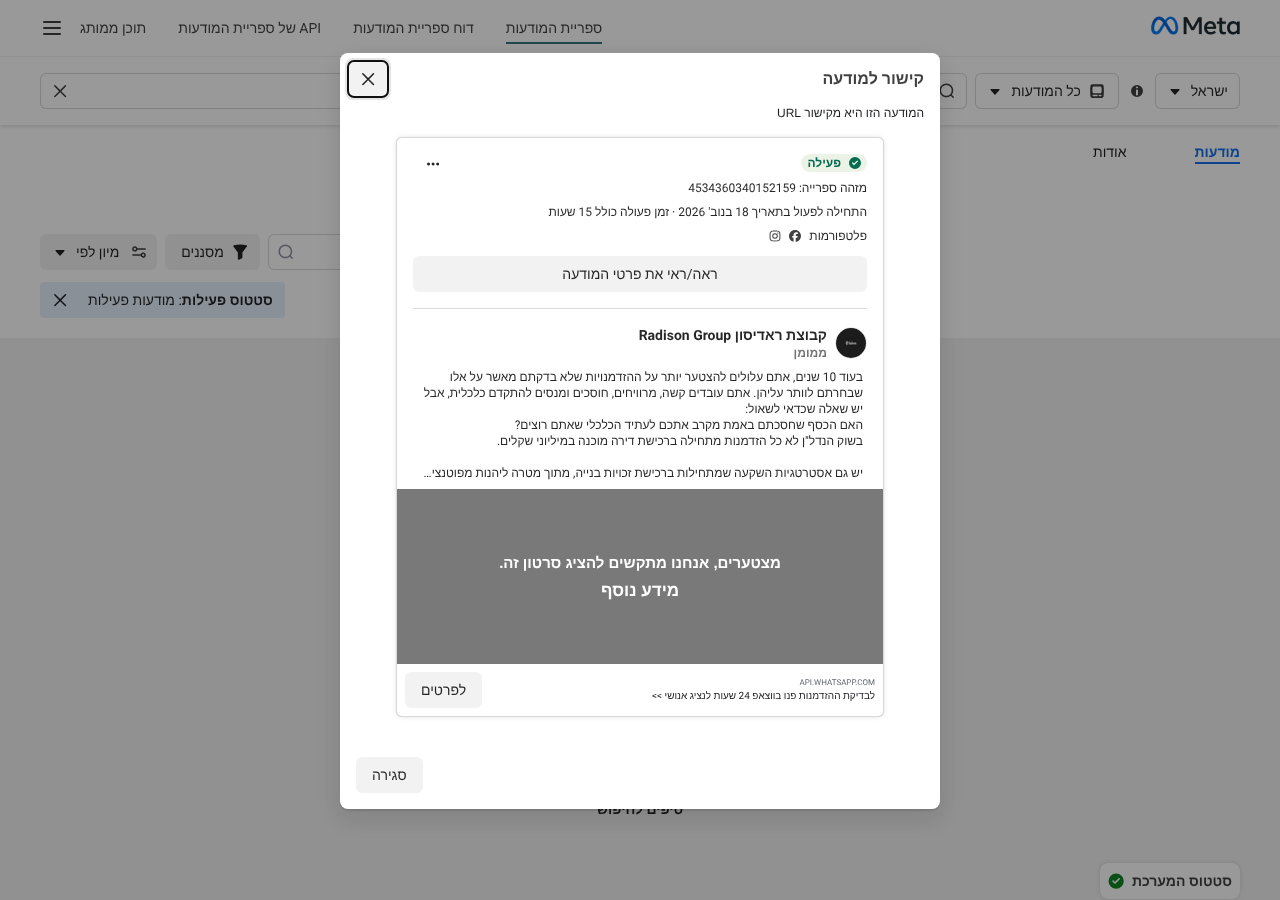 Meta
ספריית המודעות
דוח ספריית המודעות
API של ספריית המודעות
תוכן ממותג
ישראל
כל המודעות
מודעות
אודות
מסננים
מיון לפי
סטטוס פעילות: מודעות פעילות
קישור למודעה
המודעה הזו היא מקישור URL
פעילה
מזהה ספרייה: 4534360340152159
התחילה לפעול בתאריך 18 בנוב' 2026 · זמן פעולה כולל 15 שעות
פלטפורמות
ראה/ראי את פרטי המודעה
קבוצת ראדיסון Radison Group
ממומן
בעוד 10 שנים, אתם עלולים להצטער יותר על ההזדמנויות שלא בדקתם מאשר על אלו
שבחרתם לוותר עליהן. אתם עובדים קשה, מרוויחים, חוסכים ומנסים להתקדם כלכלית, אבל
יש שאלה שכדאי לשאול:
האם הכסף שחסכתם באמת מקרב אתכם לעתיד הכלכלי שאתם רוצים?
בשוק הנדל"ן לא כל הזדמנות מתחילה ברכישת דירה מוכנה במיליוני שקלים.
יש גם אסטרטגיות השקעה שמתחילות ברכישת זכויות בנייה, מתוך מטרה ליהנות מפוטנצי...
מצטערים, אנחנו מתקשים להציג סרטון זה.
מידע נוסף
API.WHATSAPP.COM
לבדיקת ההזדמנות פנו בווצאפ 24 שעות לנציג אנושי >>
לפרטים
סגירה
טיפים לחיפוש
סטטוס המערכת